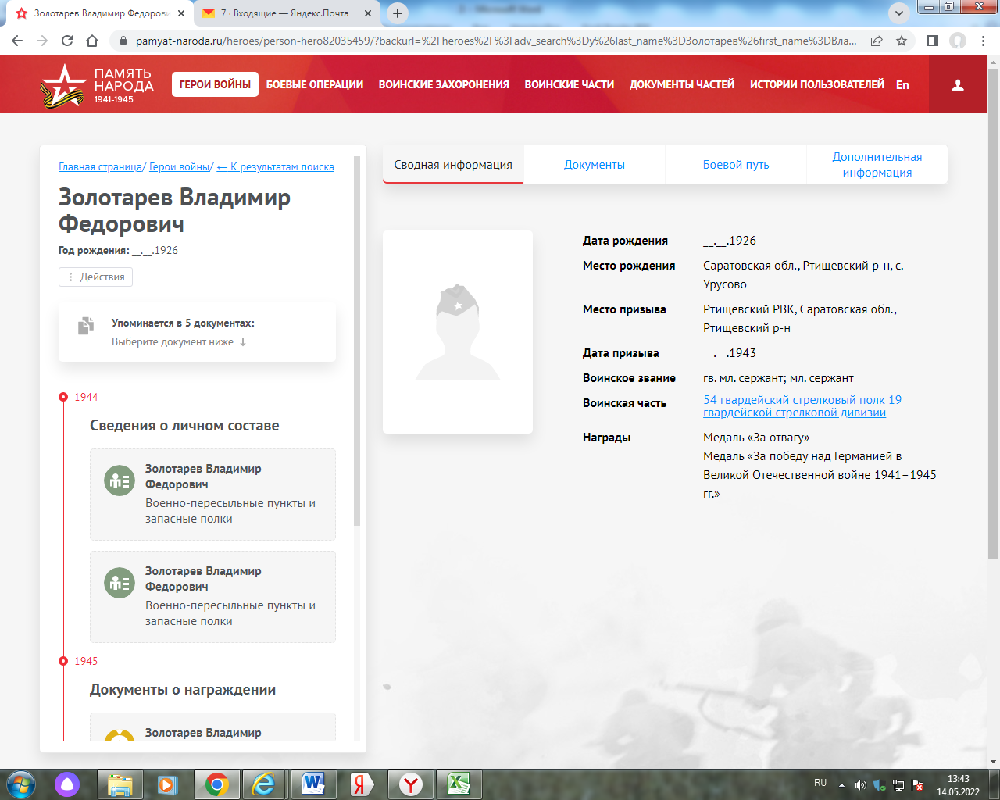 Золотарев Владимир Федорови
7 · Входящие — Яндекс.Почта
pamyat-naroda.ru/heroes/person-hero82035459/?backurl=%2Fheroes%2F%3Fadv_search%3Dy%26last_name%3DЗолотарев%26first_name%3DВла...
ПАМЯТЬ
НАРОДА
1941-1945
ГЕРОИ ВОЙНЫ
БОЕВЫЕ ОПЕРАЦИИ
ВОИНСКИЕ ЗАХОРОНЕНИЯ
ВОИНСКИЕ ЧАСТИ
ДОКУМЕНТЫ ЧАСТЕЙ
ИСТОРИИ ПОЛЬЗОВАТЕЛЕЙ
En
Главная страница/ Герои войны/ ← К результатам поиска
Золотарев Владимир
Федорович
Год рождения: __.__.1926
Действия
Упоминается в 5 документах:
Выберите документ ниже ↓
1944
Сведения о личном составе
Золотарев Владимир
Федорович
Военно-пересыльные пункты и
запасные полки
Золотарев Владимир
Федорович
Военно-пересыльные пункты и
запасные полки
1945
Документы о награждении
Золотарев Владимир
Сводная информация
Документы
Боевой путь
Дополнительная
информация
Дата рождения __.__.1926
Место рождения Саратовская обл., Ртищевский р-н, с.
Урусово
Место призыва Ртищевский РВК, Саратовская обл.,
Ртищевский р-н
Дата призыва __.__.1943
Воинское звание гв. мл. сержант; мл. сержант
Воинская часть 54 гвардейский стрелковый полк 19
гвардейской стрелковой дивизии
Награды Медаль «За отвагу»
Медаль «За победу над Германией в
Великой Отечественной войне 1941–1945
гг.»
RU
13:43
14.05.2022